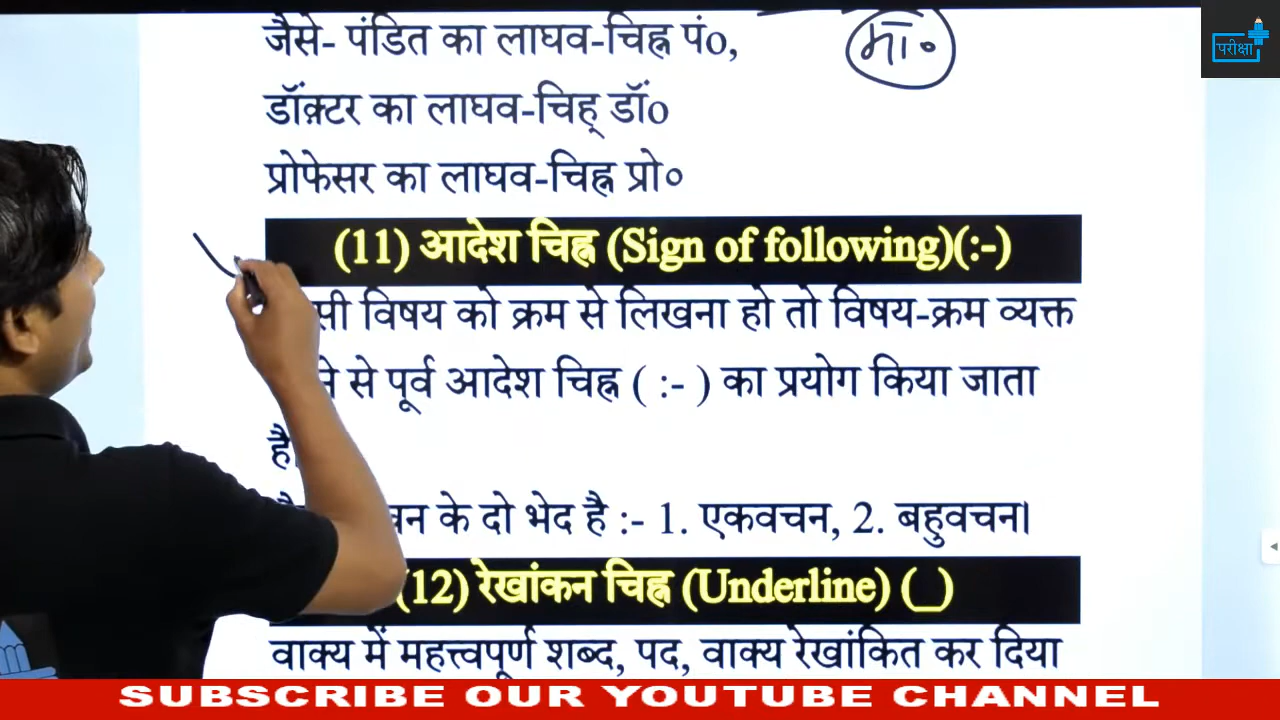 जैसे- पंडित का लाघव-चिह्न पंo,
मा०
परीक्षा
डॉक़्टर का लाघव-चिह् डॉo
प्रोफेसर का लाघव-चिह्न प्रो०
(11) आदेश चिह्न (Sign of following)(:-)
विषय को क्रम से लिखना हो तो विषय-क्रम व्यक्त
से पूर्व आदेश चिह्न ( :- ) का प्रयोग किया जाता
है।
के दो भेद है :- 1. एकवचन, 2. बहुवचन।
(12) रेखांकन चिह्न (Underline) (_)
वाक्य में महत्त्वपूर्ण शब्द, पद, वाक्य रेखांकित कर दिया
SUBSCRIBE OUR YOUTUBE CHANNEL